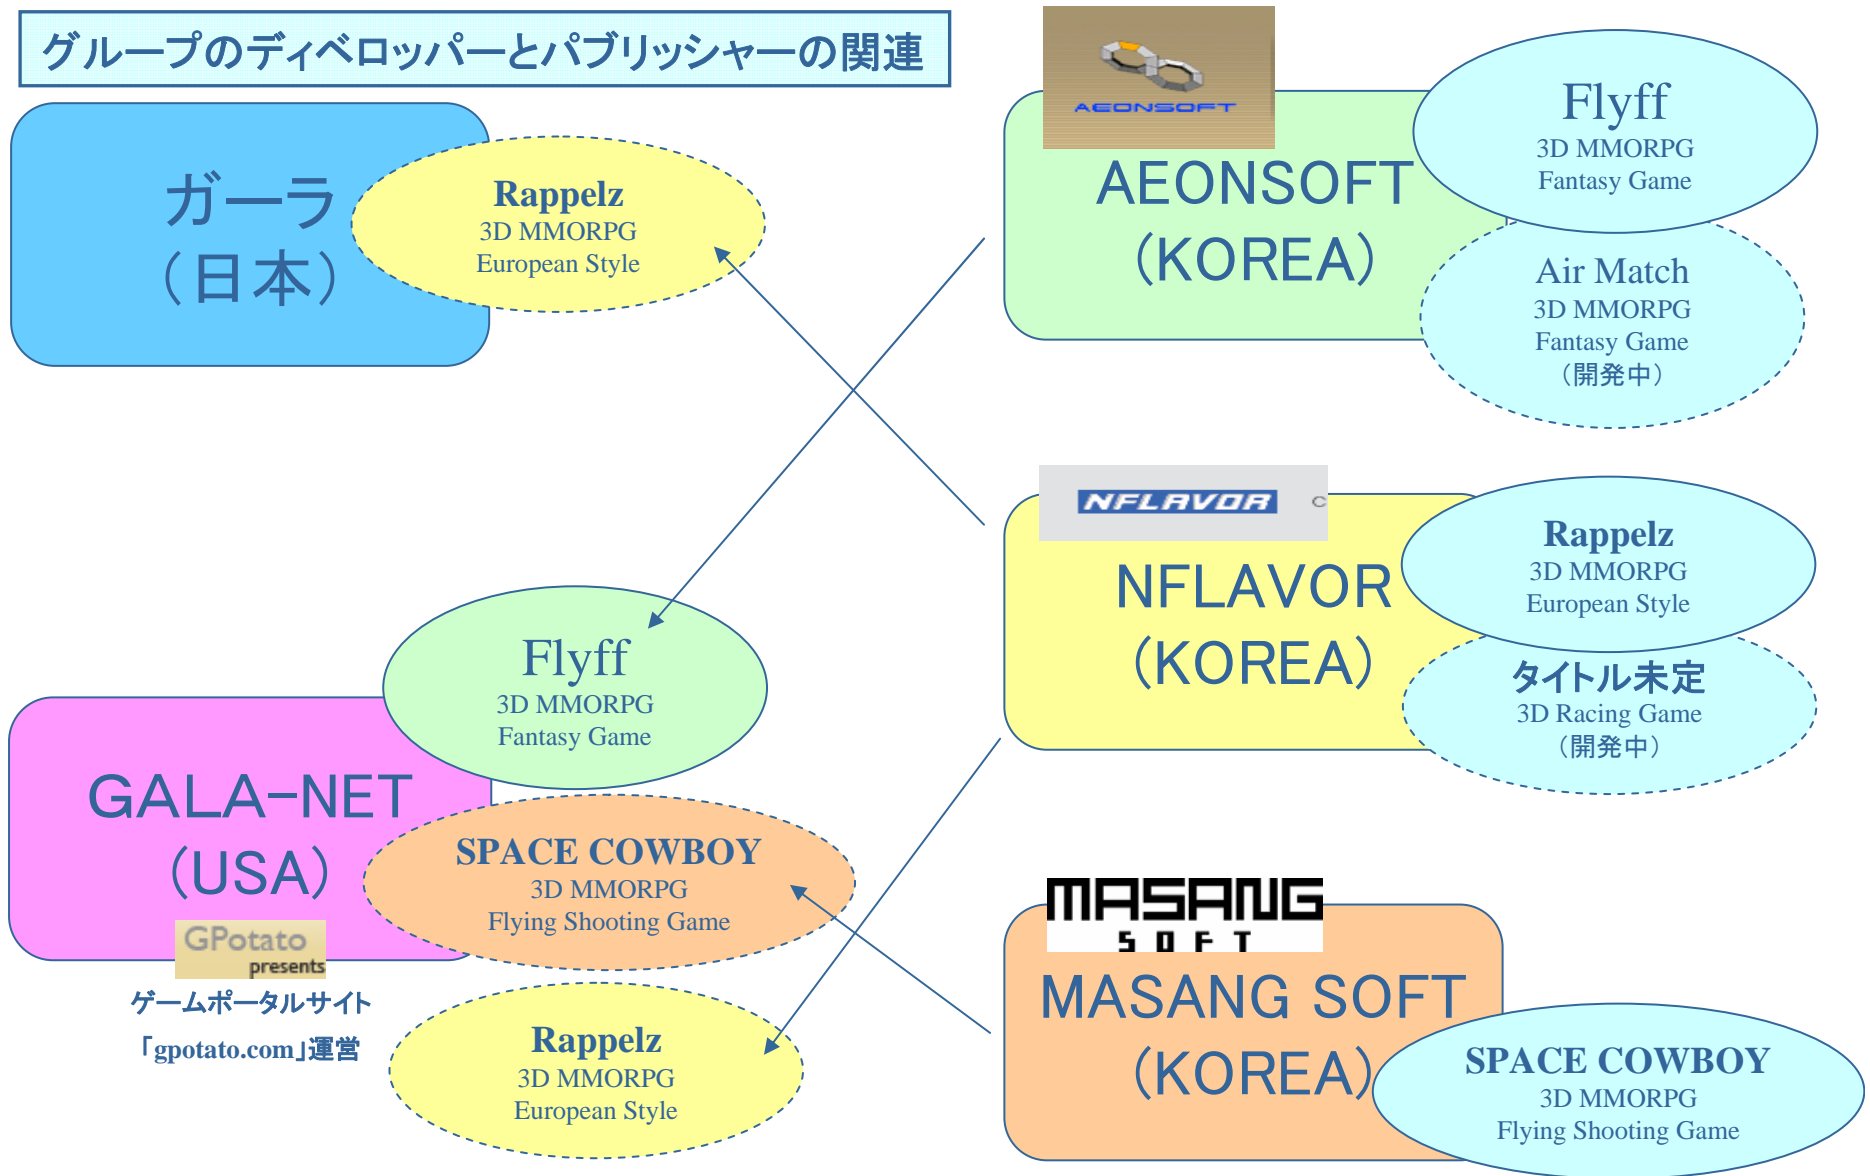 グループのディベロッパーとパブリッシャーの関連
ガーラ
（日本）
Rappelz
3D MMORPG
European Style
AEONSOFT
AEONSOFT
（KOREA）
Flyff
3D MMORPG
Fantasy Game
Air Match
3D MMORPG
Fantasy Game
（開発中）
NFLAVOR C
NFLAVOR
（KOREA）
Rappelz
3D MMORPG
European Style
タイトル未定
3D Racing Game
（開発中）
Flyff
3D MMORPG
Fantasy Game
GALA-NET
（USA）
GPotato
presents
ゲームポータルサイト
「gpotato.com」運営
SPACE COWBOY
3D MMORPG
Flying Shooting Game
Rappelz
3D MMORPG
European Style
MASANG
SOFT
MASANG SOFT
（KOREA）
SPACE COWBOY
3D MMORPG
Flying Shooting Game